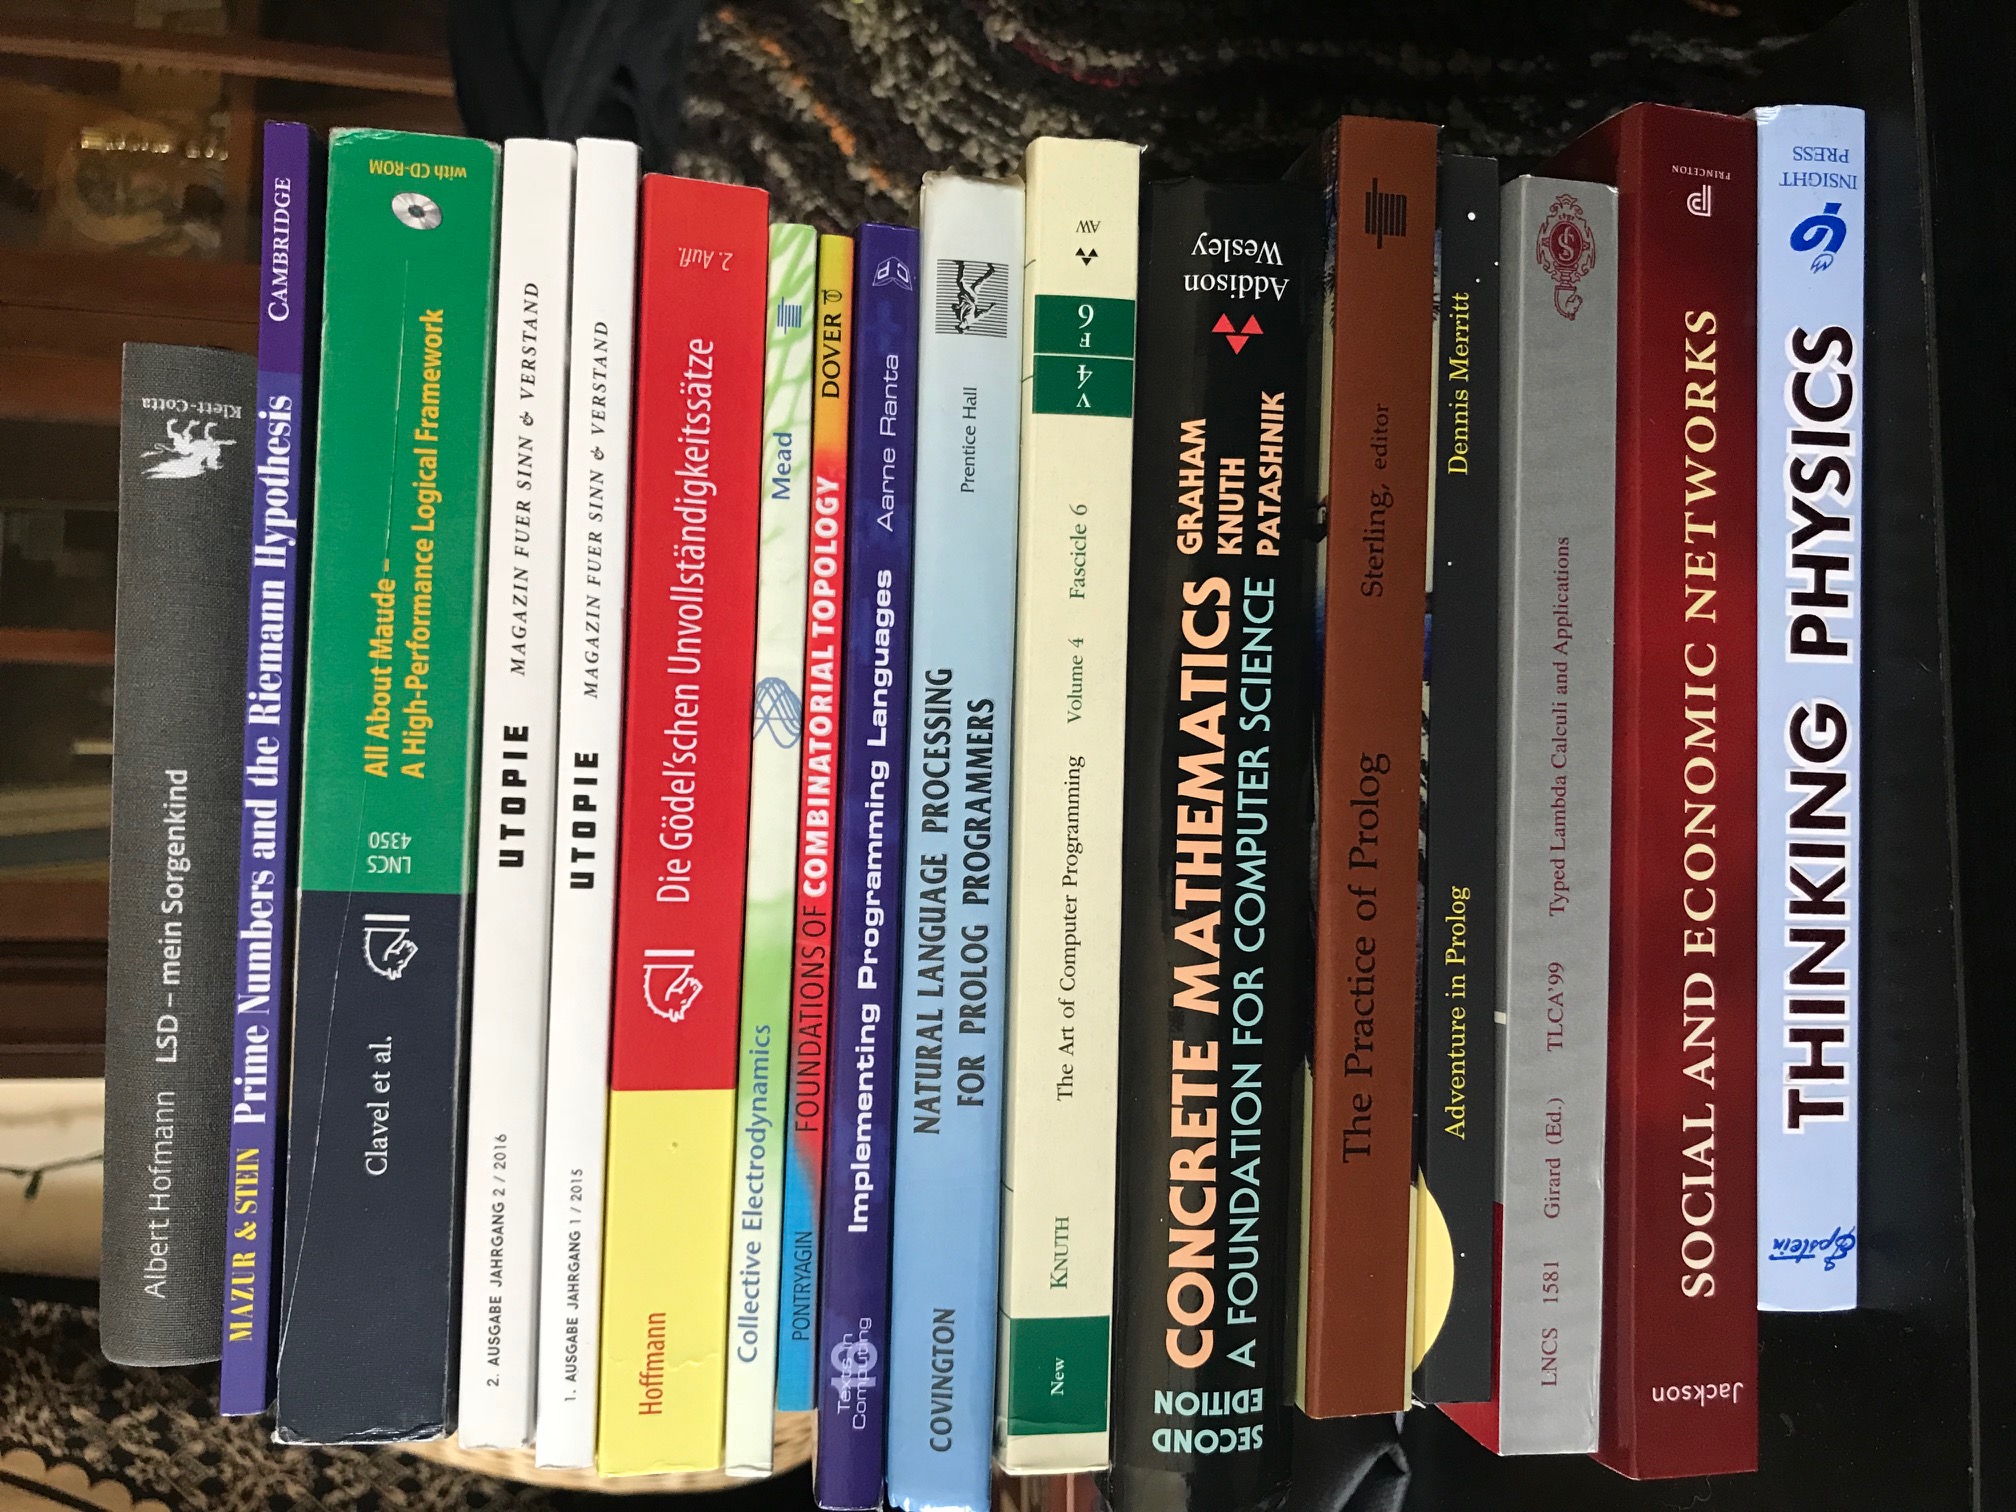 Albert Hofmann LSD – mein Sorgenkind Klett-Cotta
MAZUR & STEIN Prime Numbers and the Riemann Hypothesis CAMBRIDGE
Clavel et al.
LNCS
4350
All About Maude –
A High-Performance Logical Framework
with CD-ROM
2. AUSGABE JAHRGANG 2 / 2016 UTOPIE MAGAZIN FUER SINN & VERSTAND
1. AUSGABE JAHRGANG 1 / 2015 UTOPIE MAGAZIN FUER SINN & VERSTAND
Hoffmann Die Gödel'schen Unvollständigkeitssätze 2. Aufl.
Collective Electrodynamics Mead
PONTRYAGIN FOUNDATIONS OF COMBINATORIAL TOPOLOGY DOVER
Texts in
Computing
16
Implementing Programming Languages Aarne Ranta
CP
COVINGTON
NATURAL LANGUAGE PROCESSING
FOR PROLOG PROGRAMMERS
Prentice Hall
New KNUTH The Art of Computer Programming Volume 4 Fascicle 6
V
4
F
6
AW
SECOND
EDITION
CONCRETE MATHEMATICS
A FOUNDATION FOR COMPUTER SCIENCE
GRAHAM
KNUTH
PATASHNIK
Addison
Wesley
The Practice of Prolog Sterling, editor
Adventure in Prolog Dennis Merritt
LNCS 1581 Girard (Ed.) TLCA'99 Typed Lambda Calculi and Applications
Jackson SOCIAL AND ECONOMIC NETWORKS PRINCETON
Epstein THINKING PHYSICS
INSIGHT
PRESS